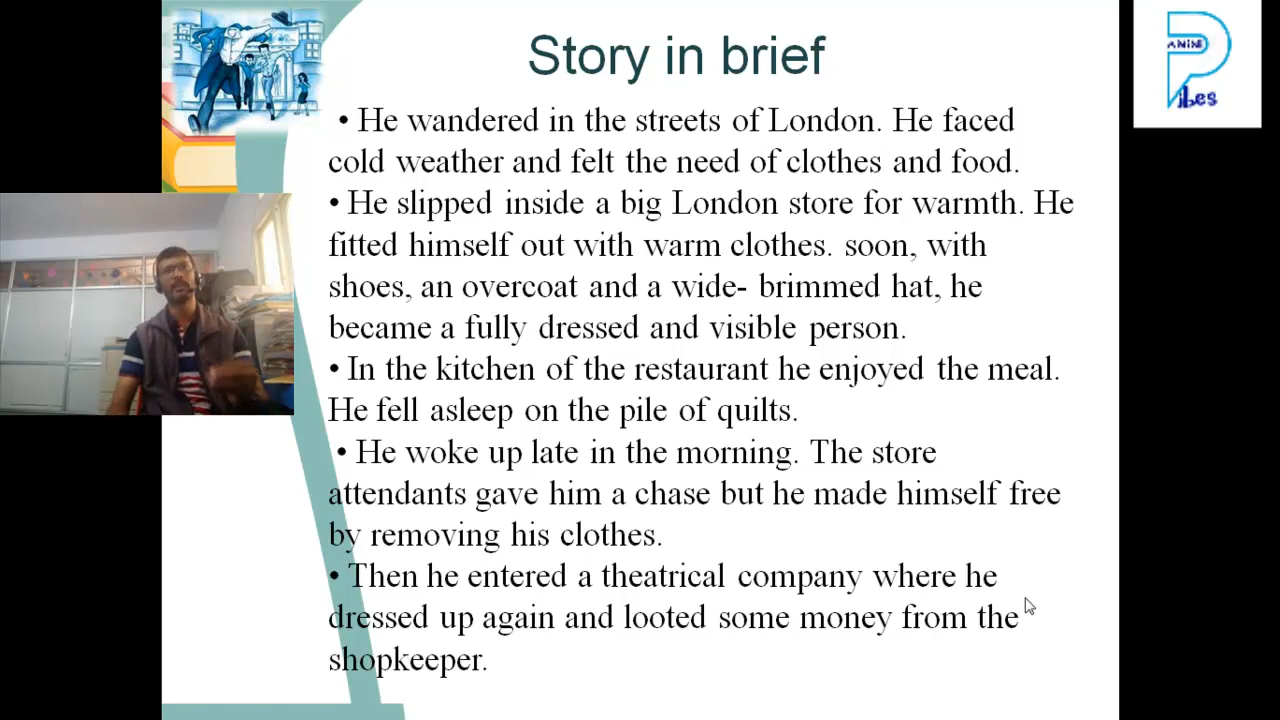 Story in brief
• He wandered in the streets of London. He faced
cold weather and felt the need of clothes and food.
• He slipped inside a big London store for warmth. He
fitted himself out with warm clothes. soon, with
shoes, an overcoat and a wide- brimmed hat, he
became a fully dressed and visible person.
• In the kitchen of the restaurant he enjoyed the meal.
He fell asleep on the pile of quilts.
• He woke up late in the morning. The store
attendants gave him a chase but he made himself free
by removing his clothes.
• Then he entered a theatrical company where he
dressed up again and looted some money from the
shopkeeper.
P
ANINI
ibes